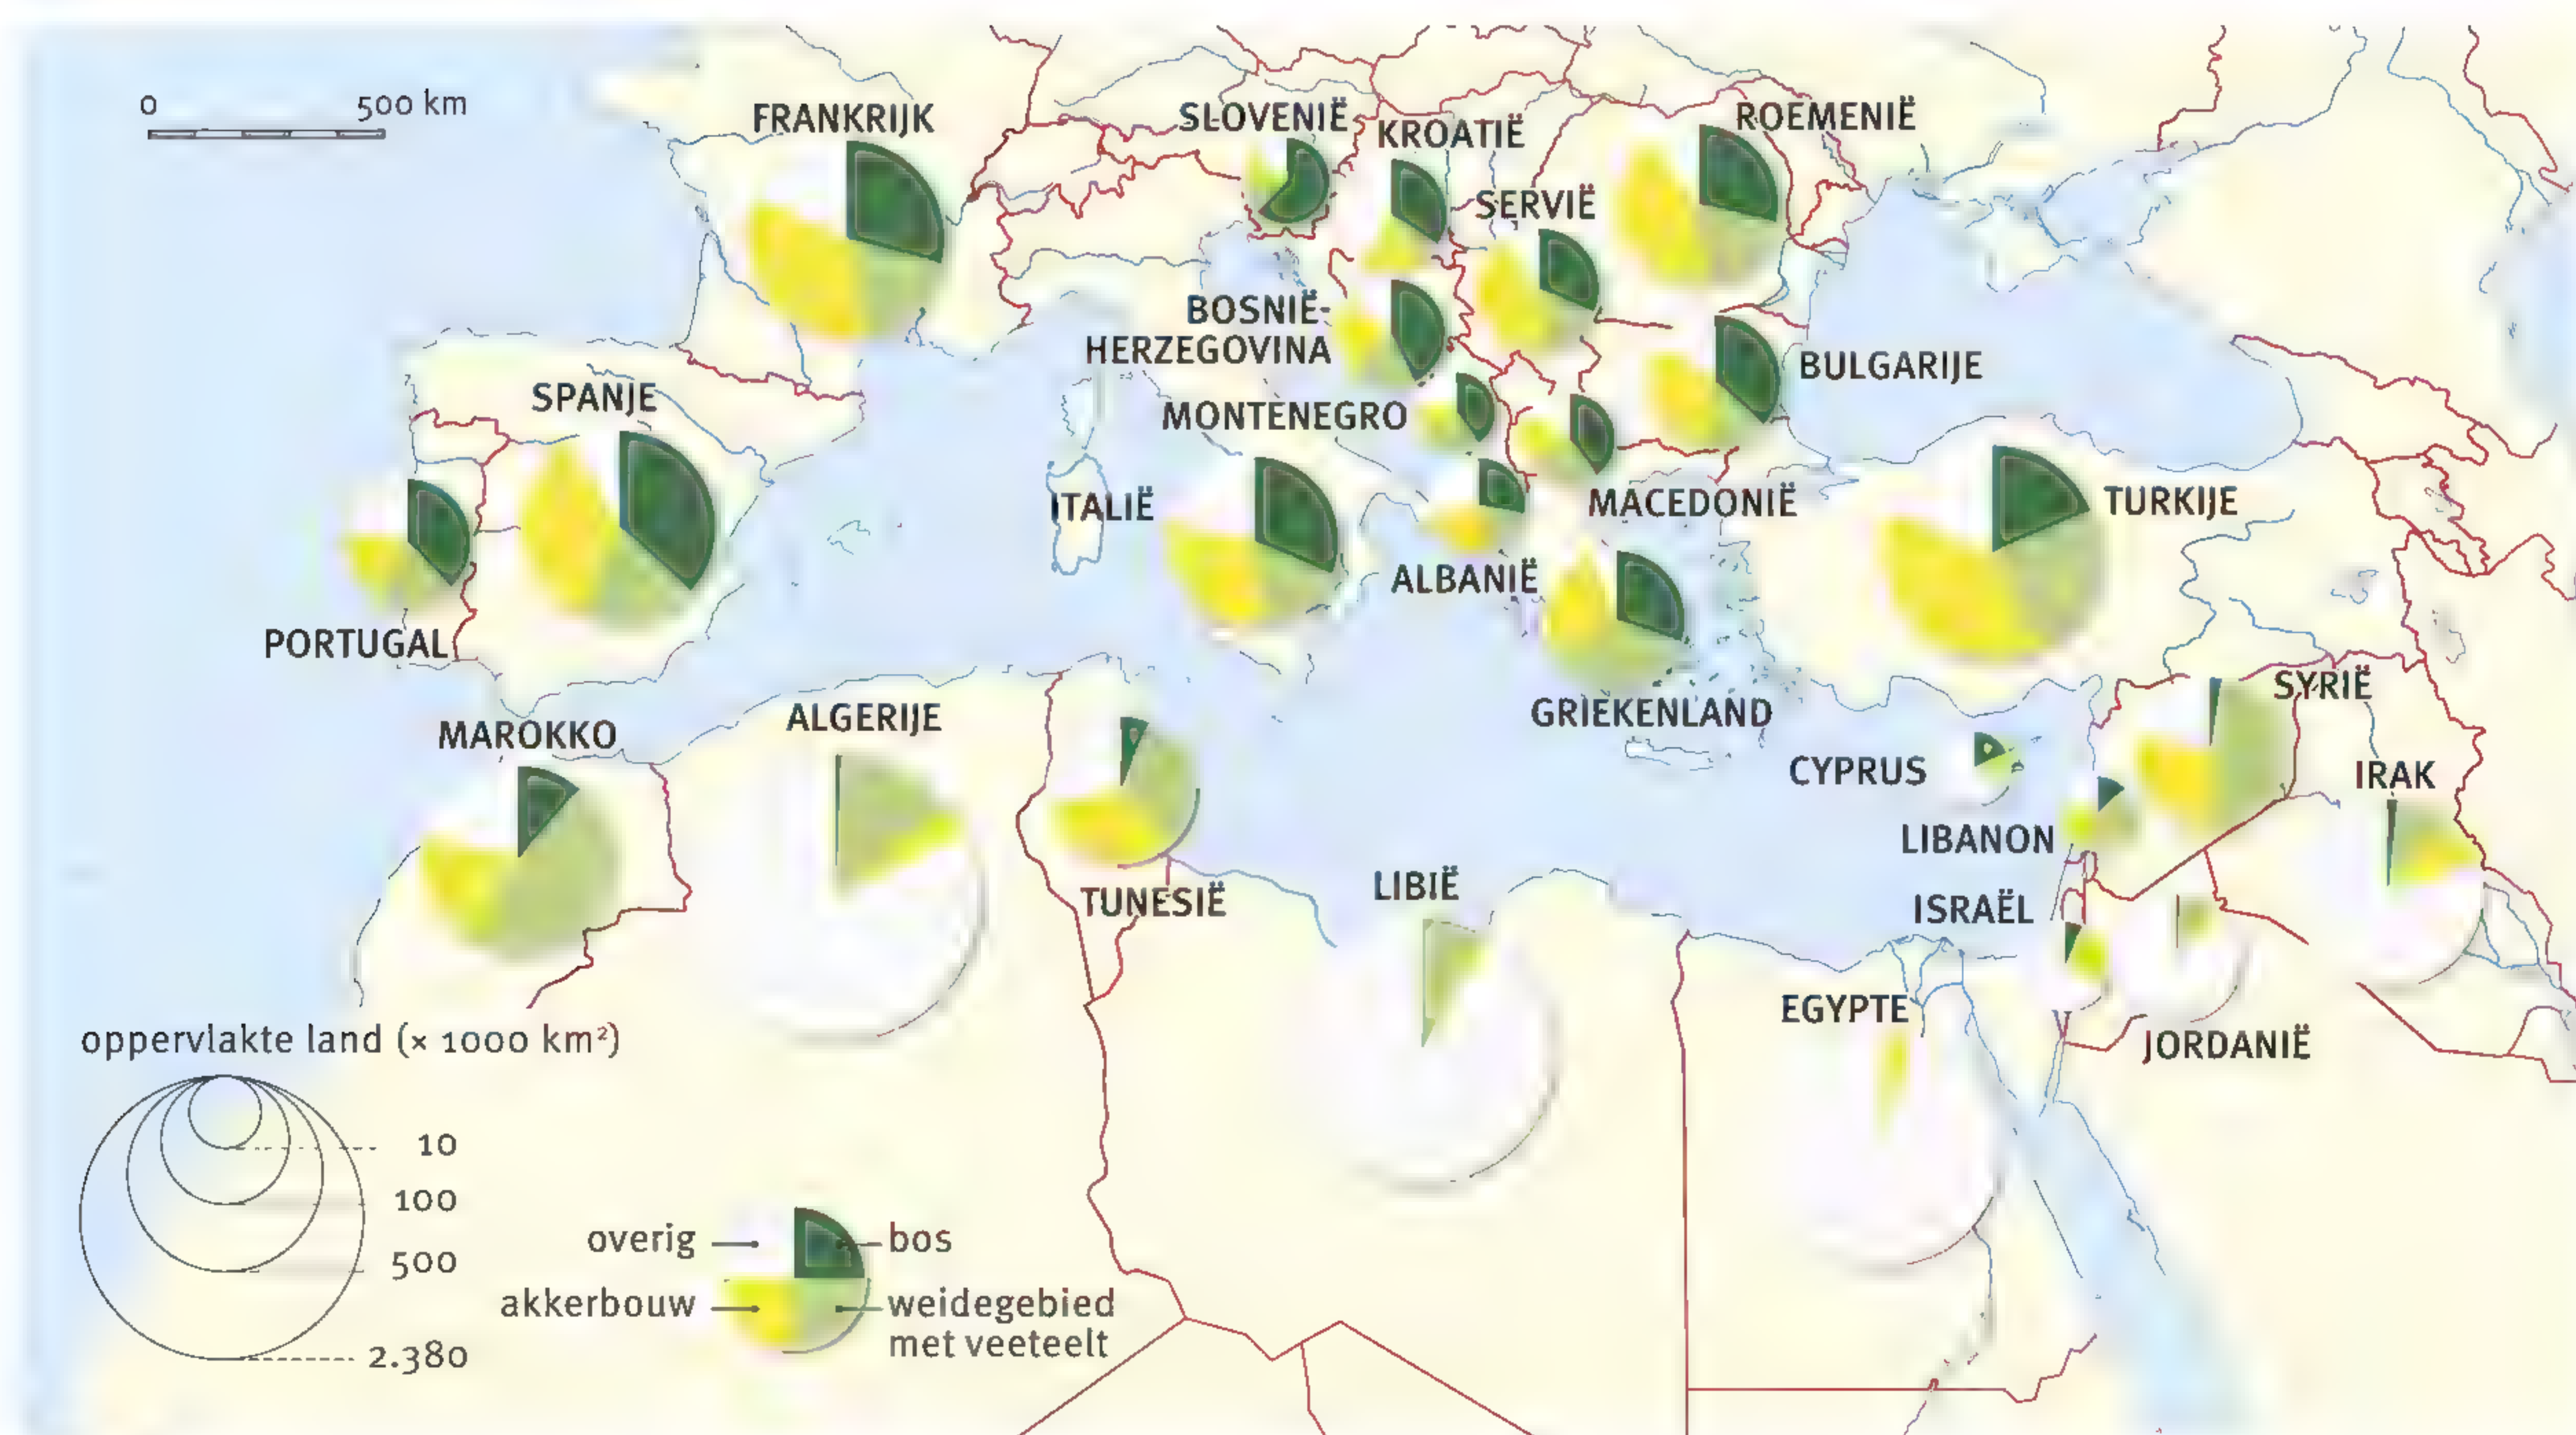 0 500 km
FRANKRIJK
SLOVENIË
KROATIË
ROEMENIË
SERVIË
BOSNIË-
HERZEGOVINA
BULGARIJE
SPANJE
MONTENEGRO
ITALIË
MACEDONIË
TURKIJE
ALBANIË
PORTUGAL
GRIEKENLAND
SYRIË
MAROKKO
ALGERIJE
CYPRUS
IRAK
LIBANON
TUNESIË
LIBIË
ISRAËL
EGYPTE
JORDANIË
oppervlakte land (× 1000 km²)
10
100
500
2.380
overig
bos
akkerbouw
weidegebied
met veeteelt